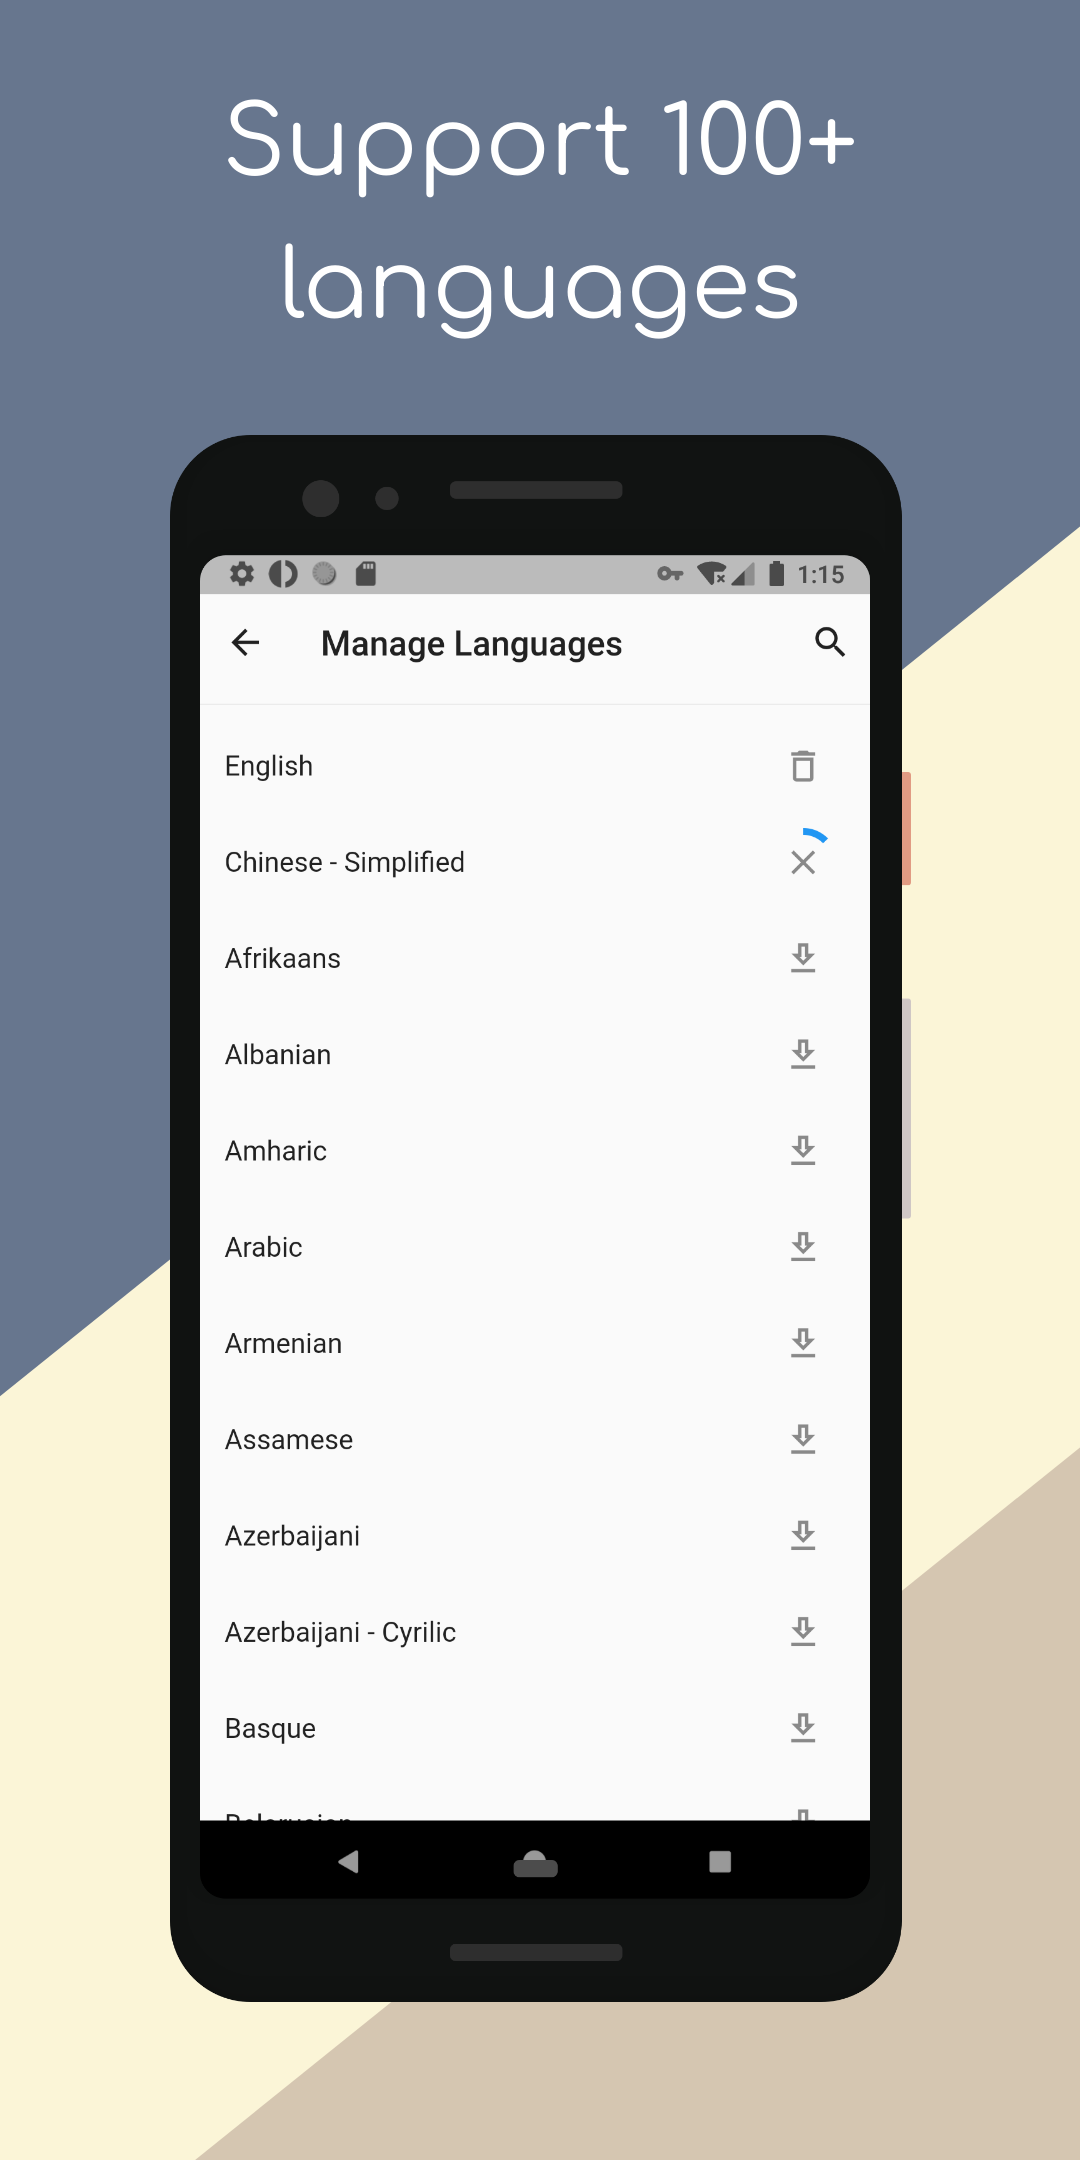 Support 100+
languages
1:15
Manage Languages
English
Chinese - Simplified
Afrikaans
Albanian
Amharic
Arabic
Armenian
Assamese
Azerbaijani
Azerbaijani - Cyrilic
Basque